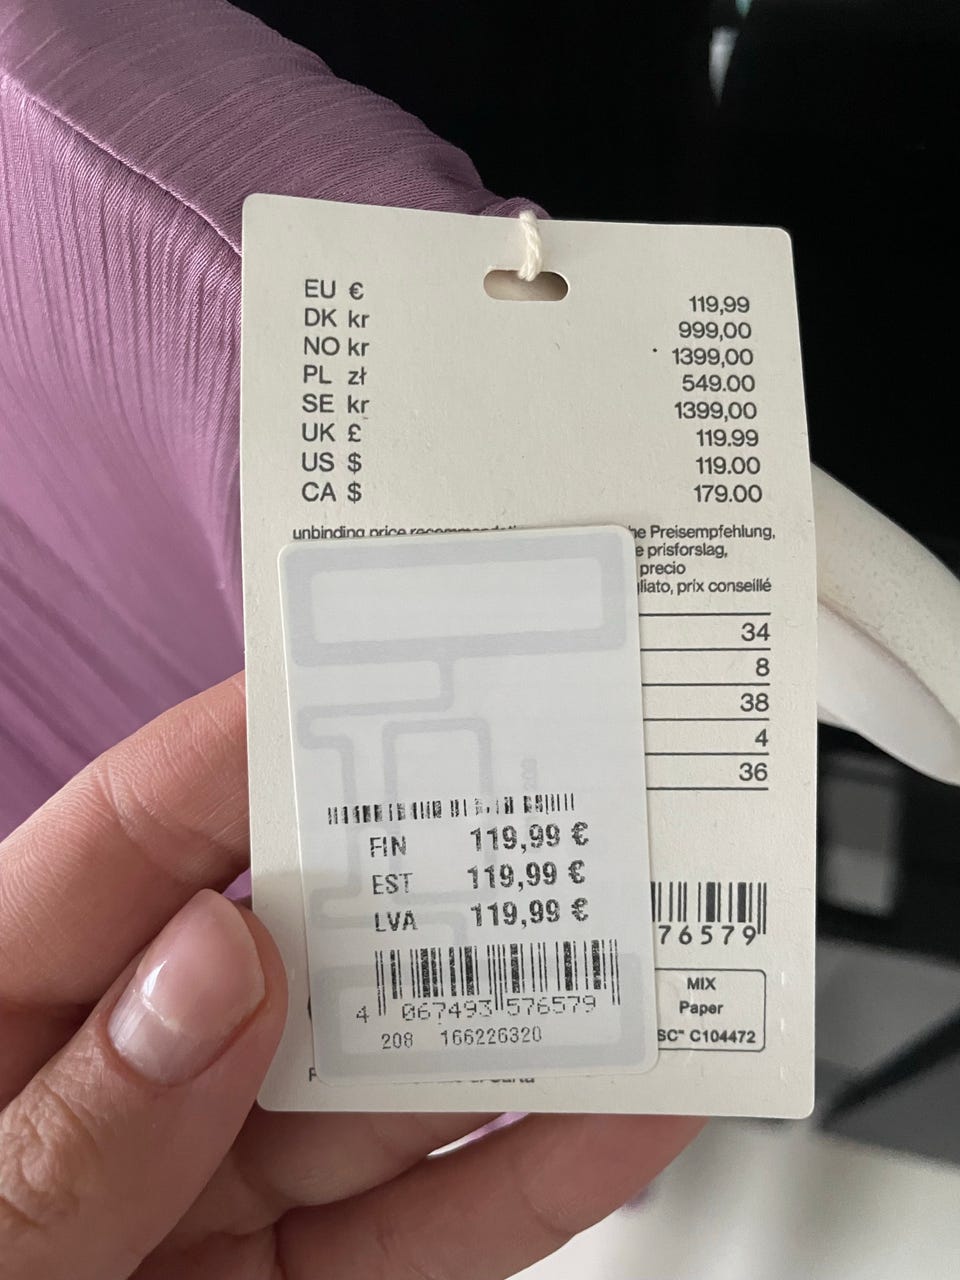 EU € 119,99
DK kr 999,00
NO kr 1399,00
PL zł 549.00
SE kr 1399,00
UK £ 119.99
US $ 119.00
CA $ 179.00
unbinding price Preisempfehlung,
prisforslag,
precio
prix conseillé
34
8
38
4
36
FIN 119,99 €
EST 119,99 €
LVA 119,99 €
76579
4 067493 576579
208 166226320
MIX
Paper
C104472